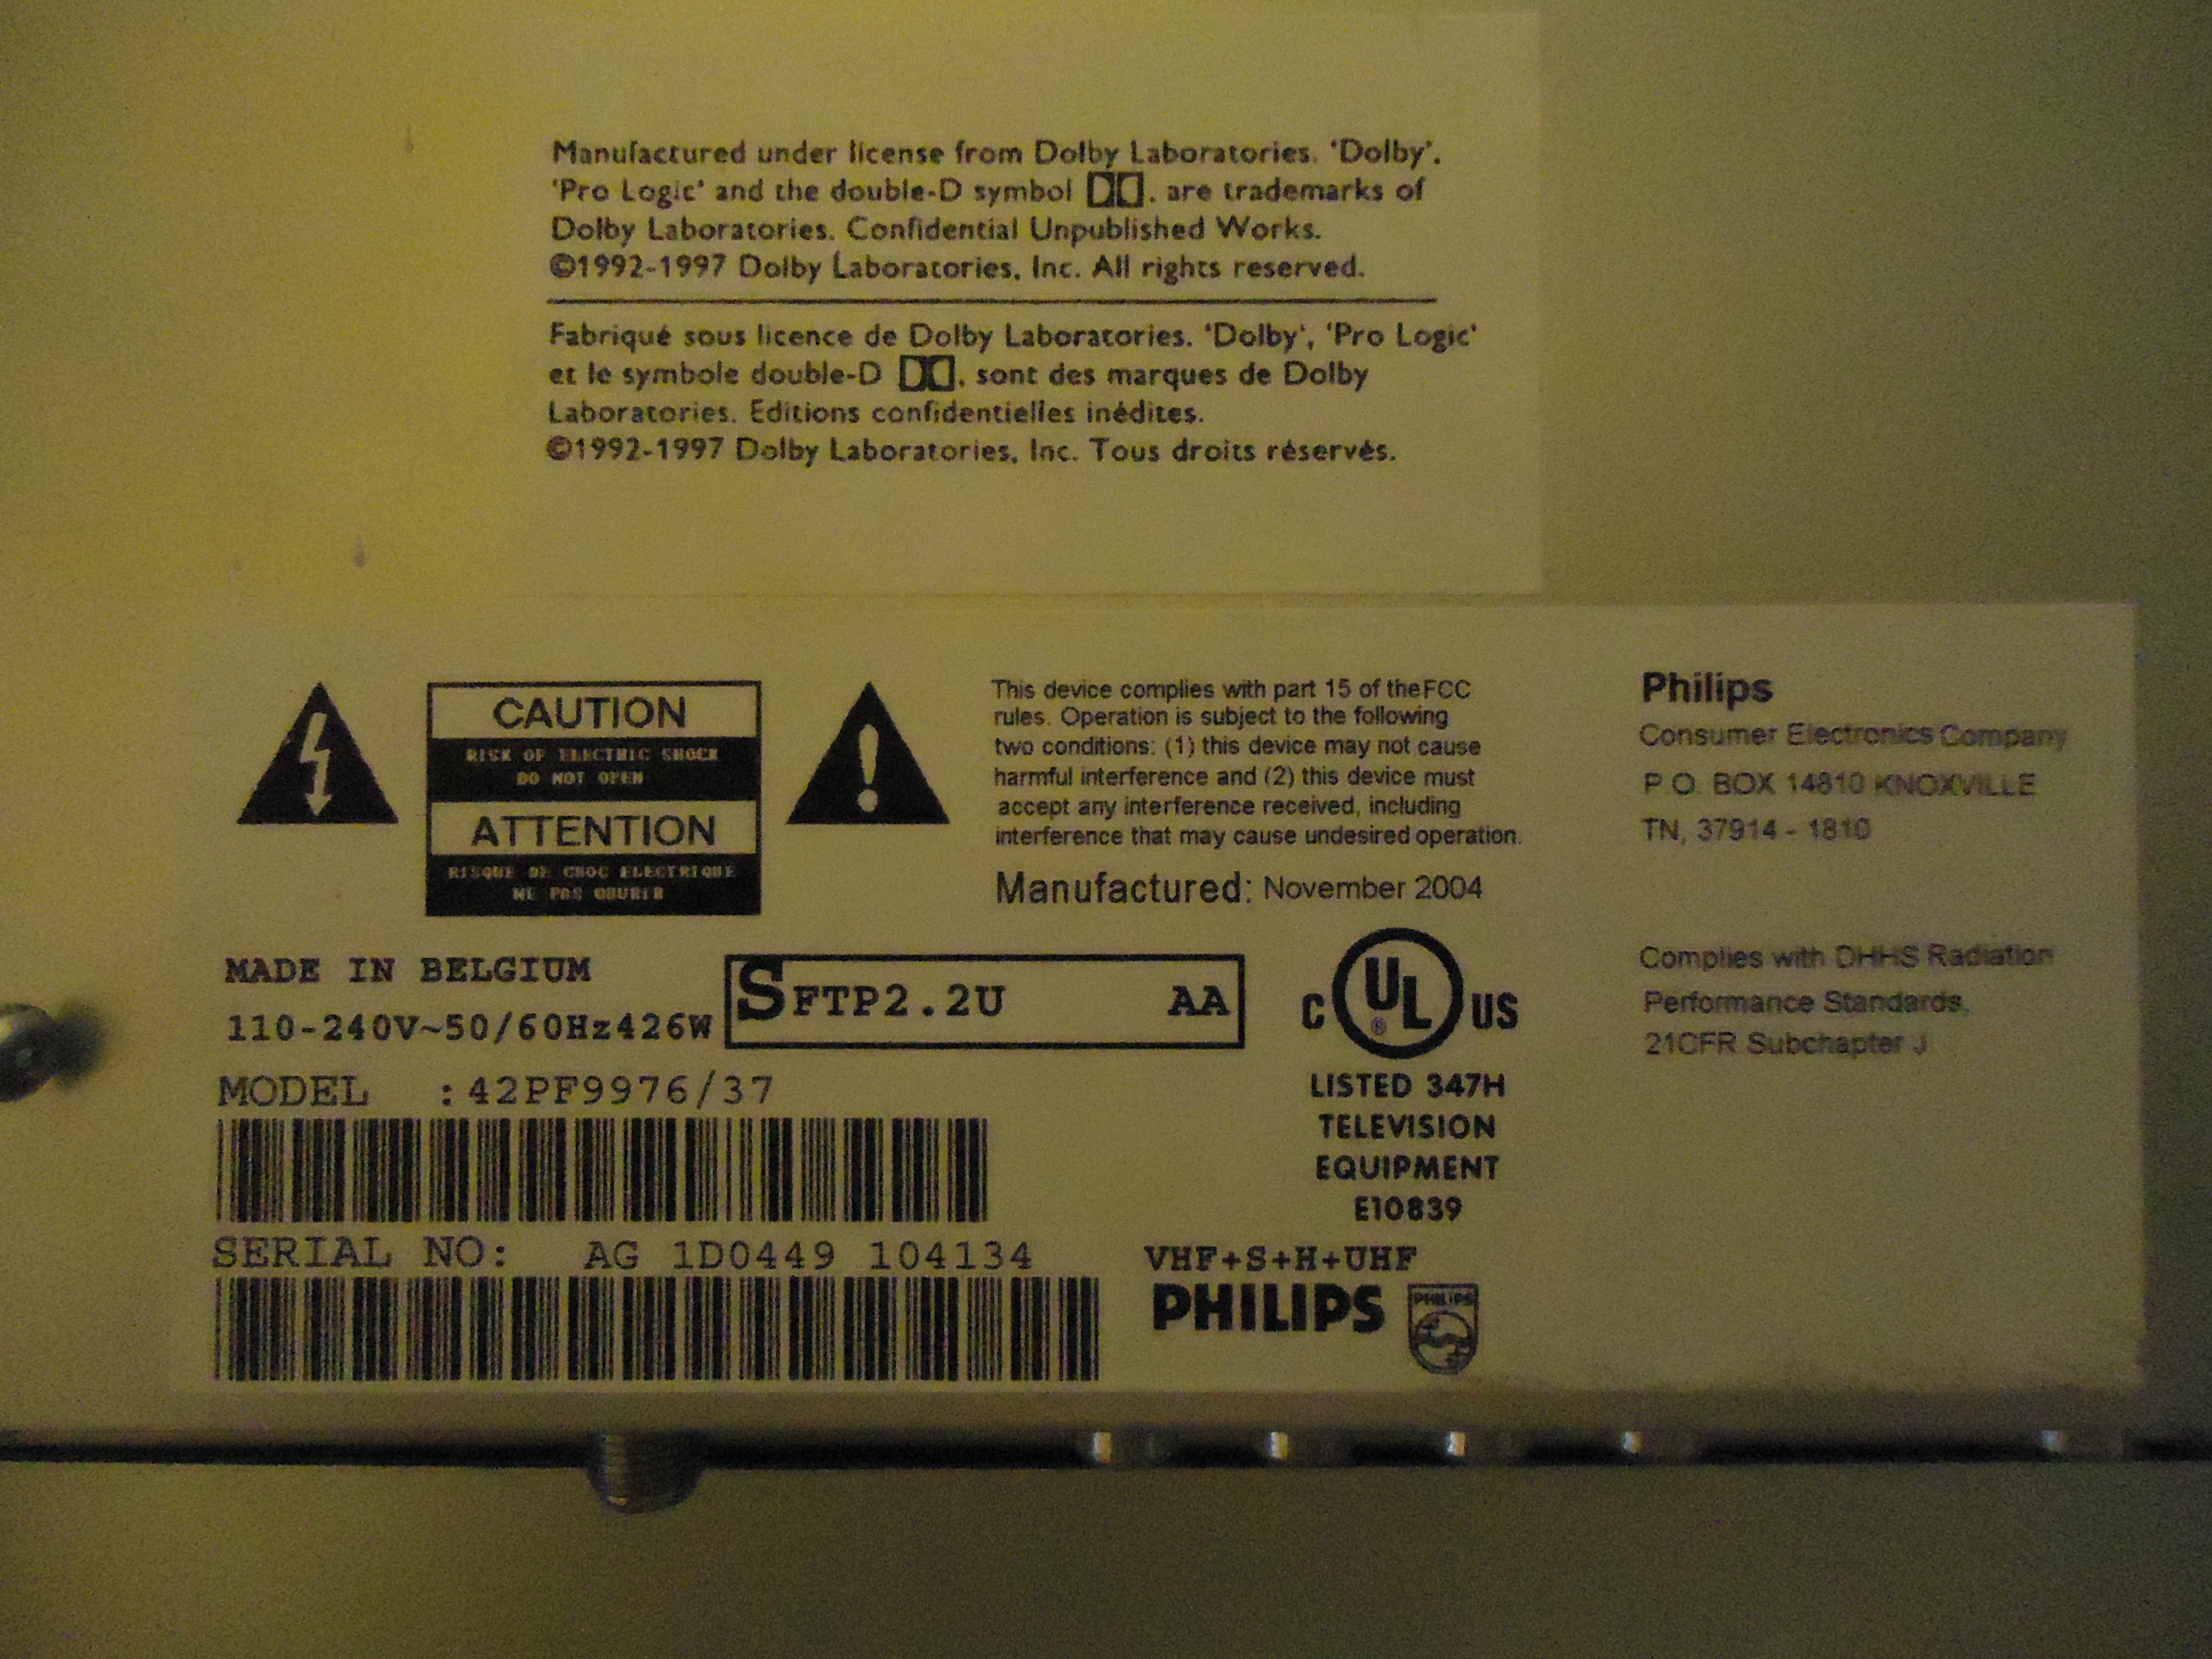 Manufactured under license from Dolby Laboratories. 'Dolby',
'Pro Logic' and the double-D symbol , are trademarks of
Dolby Laboratories. Confidential Unpublished Works.
©1992-1997 Dolby Laboratories, Inc. All rights reserved.
Fabriqué sous licence de Dolby Laboratories. 'Dolby', 'Pro Logic'
et le symbole double-D , sont des marques de Dolby
Laboratories. Editions confidentielles inédites.
©1992-1997 Dolby Laboratories, Inc. Tous droits réservés.
CAUTION
RISK OF ELECTRIC SHOCK
DO NOT OPEN
ATTENTION
RISQUE DE CHOC ELECTRIQUE
NE PAS OUURIR
This device complies with part 15 of the FCC
rules. Operation is subject to the following
two conditions: (1) this device may not cause
harmful interference and (2) this device must
accept any interference received, including
interference that may cause undesired operation.
Manufactured: November 2004
Philips
Consumer Electronics Company
P.O. BOX 14810 KNOXVILLE
TN, 37914 - 1810
MADE IN BELGIUM
110-240V~50/60Hz426W
SFTP2.2U AA
C UL ® US
LISTED 347H
TELEVISION
EQUIPMENT
E10839
Complies with DHHS Radiation
Performance Standards,
21CFR Subchapter J
MODEL :42PF9976/37
SERIAL NO: AG 1D0449 104134
VHF+S+H+UHF
PHILIPS
PHILIPS